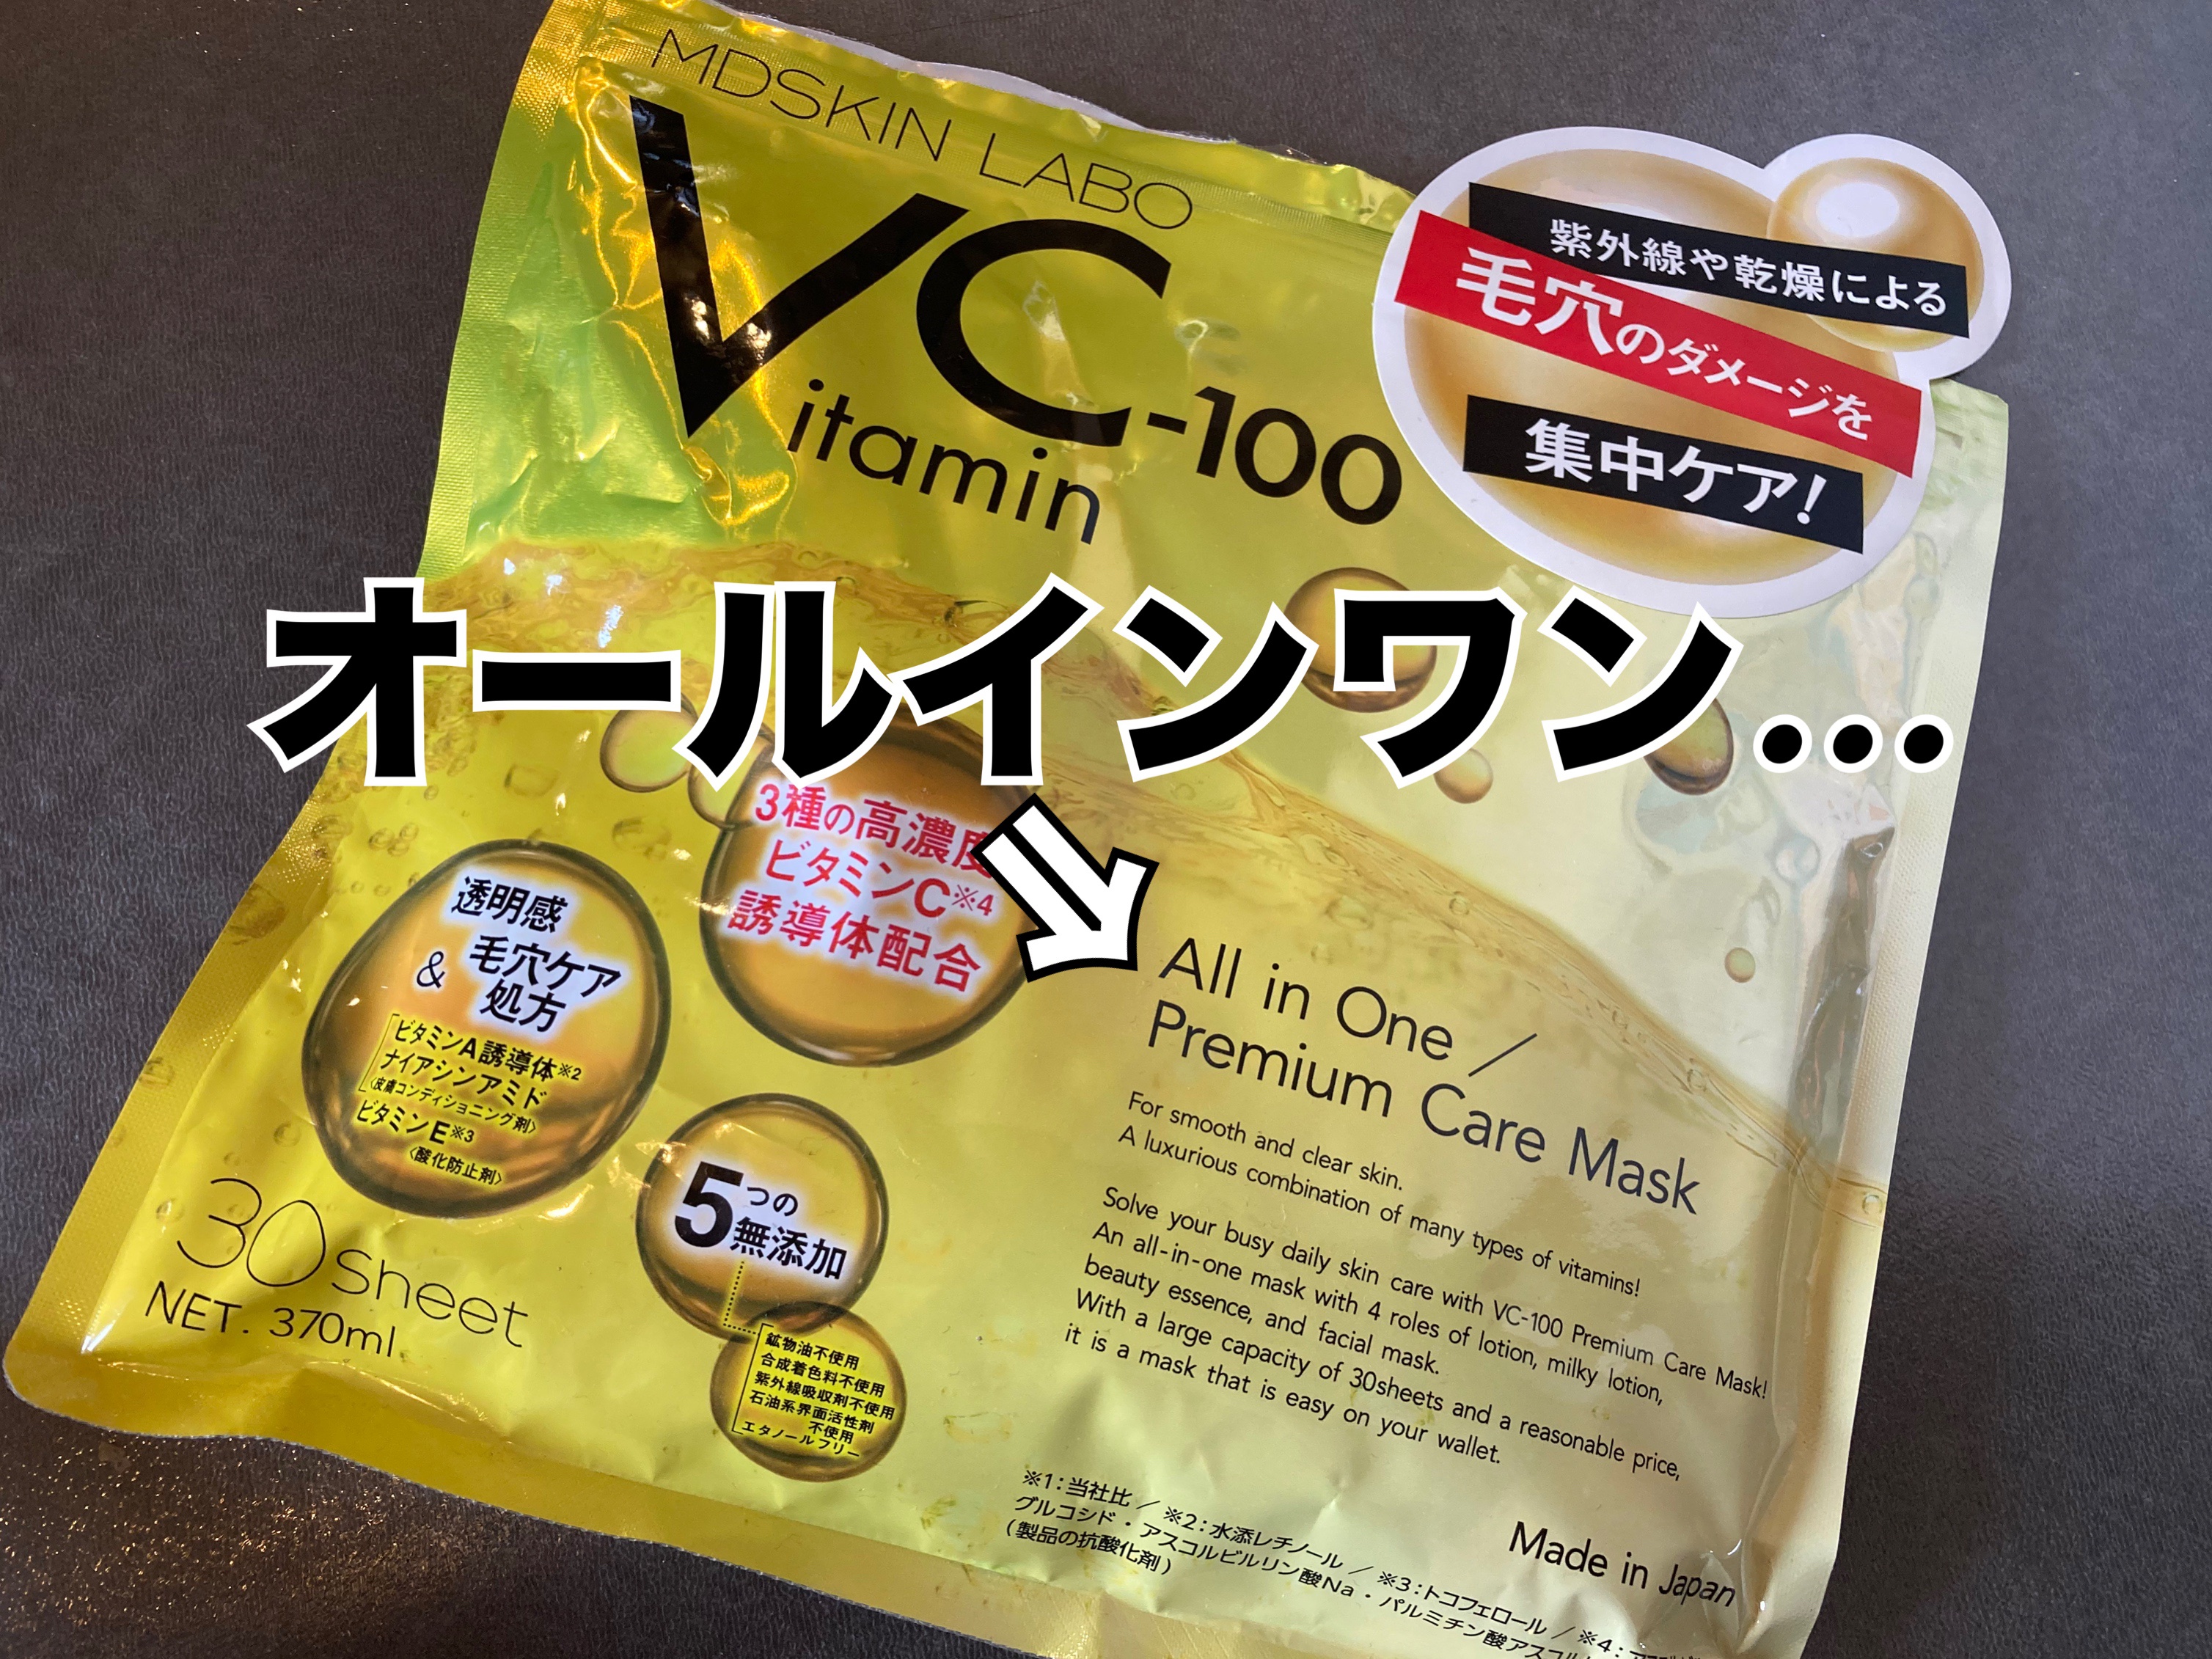 MDSKIN LABO
VC-100
Vitamin
紫外線や乾燥による
毛穴のダメージを
集中ケア!
オールインワン...
3種の高濃度
ビタミンC※4
誘導体配合
透明感
& 毛穴ケア
処方
ビタミンA誘導体※2
ナイアシンアミド
〈皮膚コンディショニング剤〉
ビタミンE※3
〈酸化防止剤〉
5つの
無添加
鉱物油不使用
合成着色料不使用
紫外線吸収剤不使用
石油系界面活性剤
不使用
エタノールフリー
30sheet
NET. 370ml
All in One /
Premium Care Mask
For smooth and clear skin.
A luxurious combination of many types of vitamins!
Solve your busy daily skin care with VC-100 Premium Care Mask!
An all-in-one mask with 4 roles of lotion, milky lotion,
beauty essence, and facial mask.
With a large capacity of 30sheets and a reasonable price,
it is a mask that is easy on your wallet.
Made in Japan
※1:当社比 / ※2:水添レチノール / ※3:トコフェロール / ※4:
グルコシド・アスコルビルリン酸Na・パルミチン酸アスコルビ
(製品の抗酸化剤)